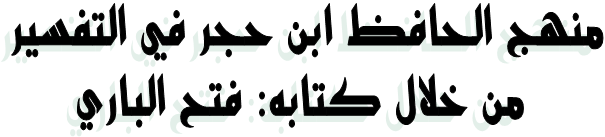 منهج الحافظ ابن حجر في التفسير
من خلال كتابه: فتح الباري